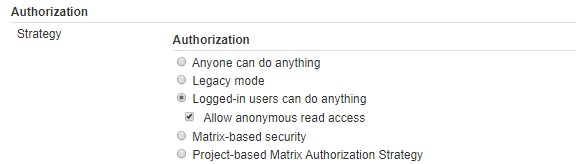 Authorization
Strategy
Authorization
Anyone can do anything
Legacy mode
Logged-in users can do anything
Allow anonymous read access
Matrix-based security
Project-based Matrix Authorization Strategy